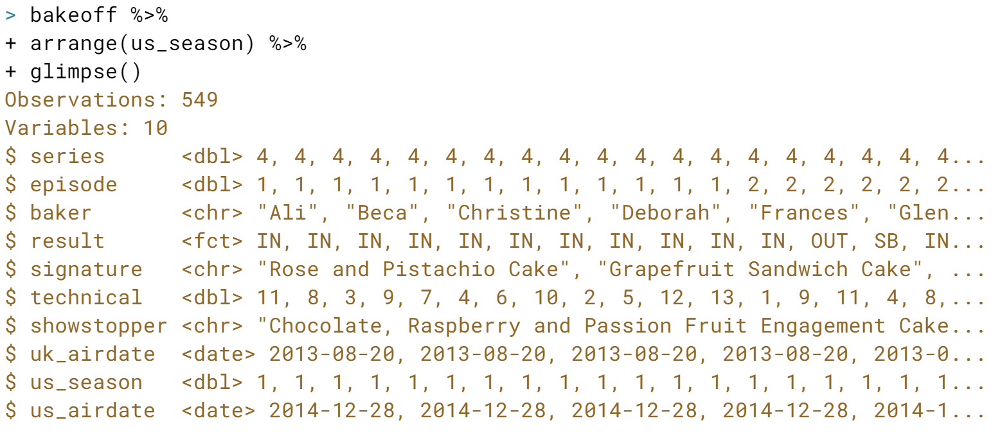 > bakeoff %>%
+ arrange(us_season) %>%
+ glimpse()
Observations: 549
Variables: 10
$ series      <dbl> 4, 4, 4, 4, 4, 4, 4, 4, 4, 4, 4, 4, 4, 4, 4, 4, 4, 4, 4...
$ episode     <dbl> 1, 1, 1, 1, 1, 1, 1, 1, 1, 1, 1, 1, 1, 2, 2, 2, 2, 2, 2...
$ baker       <chr> "Ali", "Beca", "Christine", "Deborah", "Frances", "Glen...
$ result      <fct> IN, IN, IN, IN, IN, IN, IN, IN, IN, IN, IN, OUT, SB, IN...
$ signature   <chr> "Rose and Pistachio Cake", "Grapefruit Sandwich Cake", ...
$ technical   <dbl> 11, 8, 3, 9, 7, 4, 6, 10, 2, 5, 12, 13, 1, 9, 11, 4, 8,...
$ showstopper <chr> "Chocolate, Raspberry and Passion Fruit Engagement Cake...
$ uk_airdate  <date> 2013-08-20, 2013-08-20, 2013-08-20, 2013-08-20, 2013-0...
$ us_season   <dbl> 1, 1, 1, 1, 1, 1, 1, 1, 1, 1, 1, 1, 1, 1, 1, 1, 1, 1, 1...
$ us_airdate  <date> 2014-12-28, 2014-12-28, 2014-12-28, 2014-12-28, 2014-1...